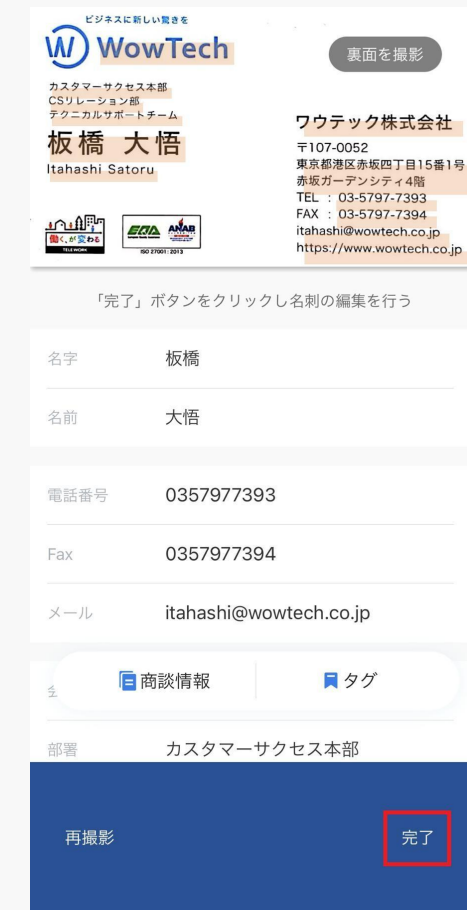 ビジネスに新しい驚きを
WowTech
裏面を撮影
カスタマーサクセス本部
CSリレーション部
テクニカルサポートチーム
板橋 大悟
Itahashi Satoru
ワウテック株式会社
〒107-0052
東京都港区赤坂四丁目15番1号
赤坂ガーデンシティ4階
TEL : 03-5797-7393
FAX : 03-5797-7394
itahashi@wowtech.co.jp
https://www.wowtech.co.jp
働く、が変わる
TELEWORK
EQA
ANAB
ISO 27001 : 2013
「完了」ボタンをクリックし名刺の編集を行う
名字 板橋
名前 大悟
電話番号 0357977393
Fax 0357977394
メール itahashi@wowtech.co.jp
商談情報 タグ
部署 カスタマーサクセス本部
再撮影 完了